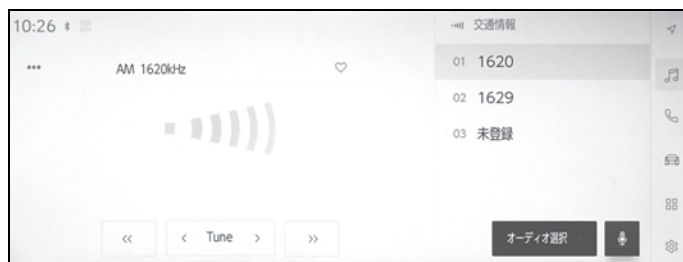 10:26
交通情報
••• AM 1620kHz
01 1620
02 1629
03 未登録
<< < Tune > >>
オーディオ選択